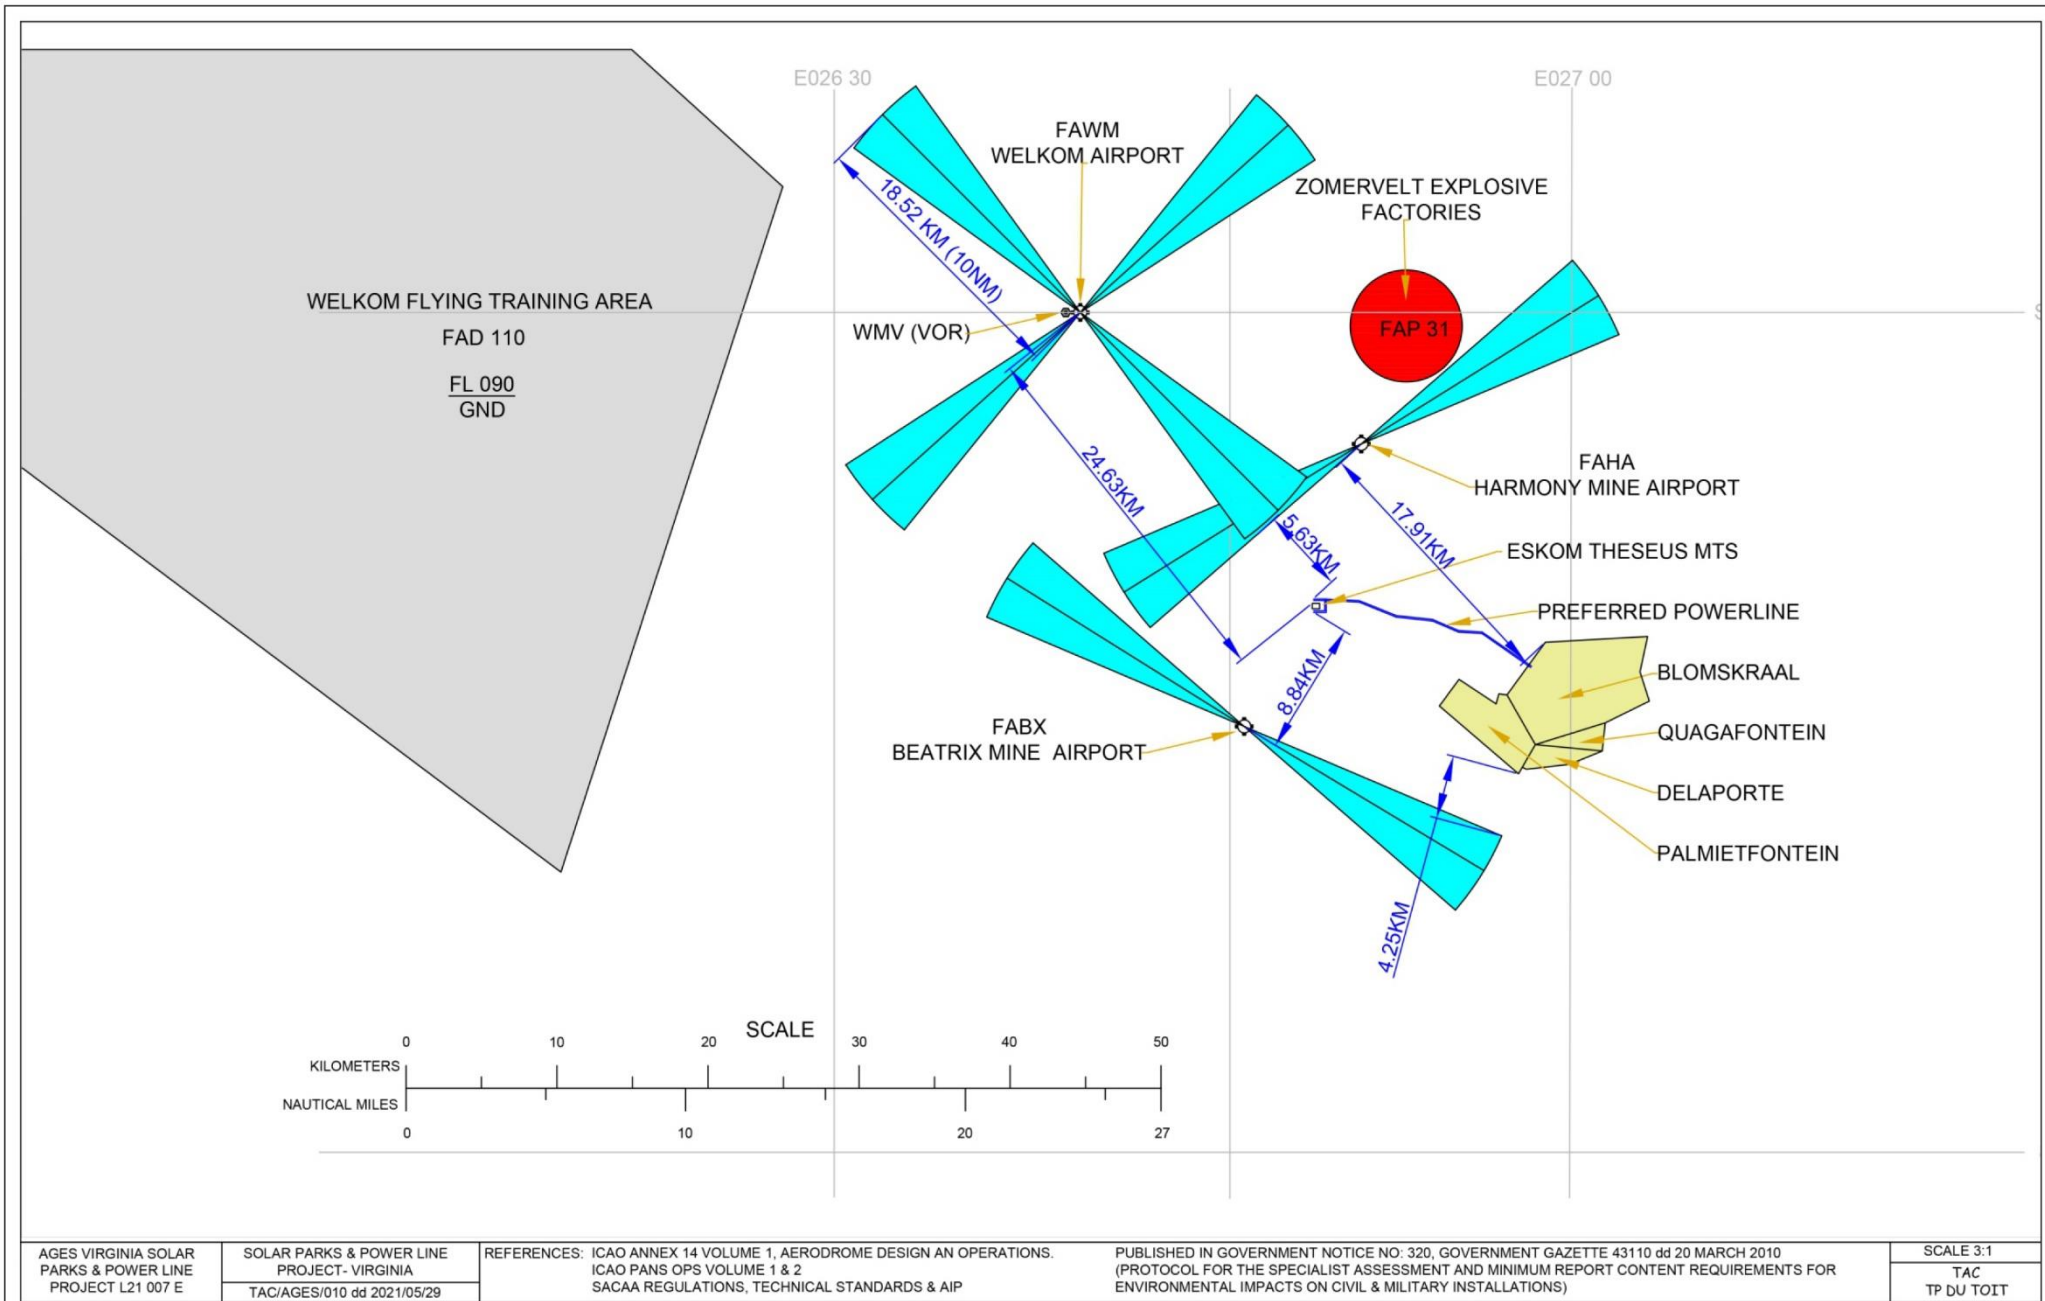 E026 30
E027 00
FAWM
WELKOM AIRPORT
ZOMERVELT EXPLOSIVE
FACTORIES
18.52 KM (10NM)
WELKOM FLYING TRAINING AREA
FAD 110
FL 090
GND
WMV (VOR)
FAP 31
24.63KM
FAHA
HARMONY MINE AIRPORT
17.91KM
5.63KM
ESKOM THESEUS MTS
PREFERRED POWERLINE
BLOMSKRAAL
8.84KM
FABX
BEATRIX MINE AIRPORT
QUAGAFONTEIN
DELAPORTE
PALMIETFONTEIN
4.25KM
SCALE
0 10 20 30 40 50
KILOMETERS
NAUTICAL MILES
0 10 20 27
AGES VIRGINIA SOLAR
PARKS & POWER LINE
PROJECT L21 007 E
SOLAR PARKS & POWER LINE
PROJECT- VIRGINIA
TAC/AGES/010 dd 2021/05/29
REFERENCES: ICAO ANNEX 14 VOLUME 1, AERODROME DESIGN AN OPERATIONS.
ICAO PANS OPS VOLUME 1 & 2
SACAA REGULATIONS, TECHNICAL STANDARDS & AIP
PUBLISHED IN GOVERNMENT NOTICE NO: 320, GOVERNMENT GAZETTE 43110 dd 20 MARCH 2010
(PROTOCOL FOR THE SPECIALIST ASSESSMENT AND MINIMUM REPORT CONTENT REQUIREMENTS FOR
ENVIRONMENTAL IMPACTS ON CIVIL & MILITARY INSTALLATIONS)
SCALE 3:1
TAC
TP DU TOIT